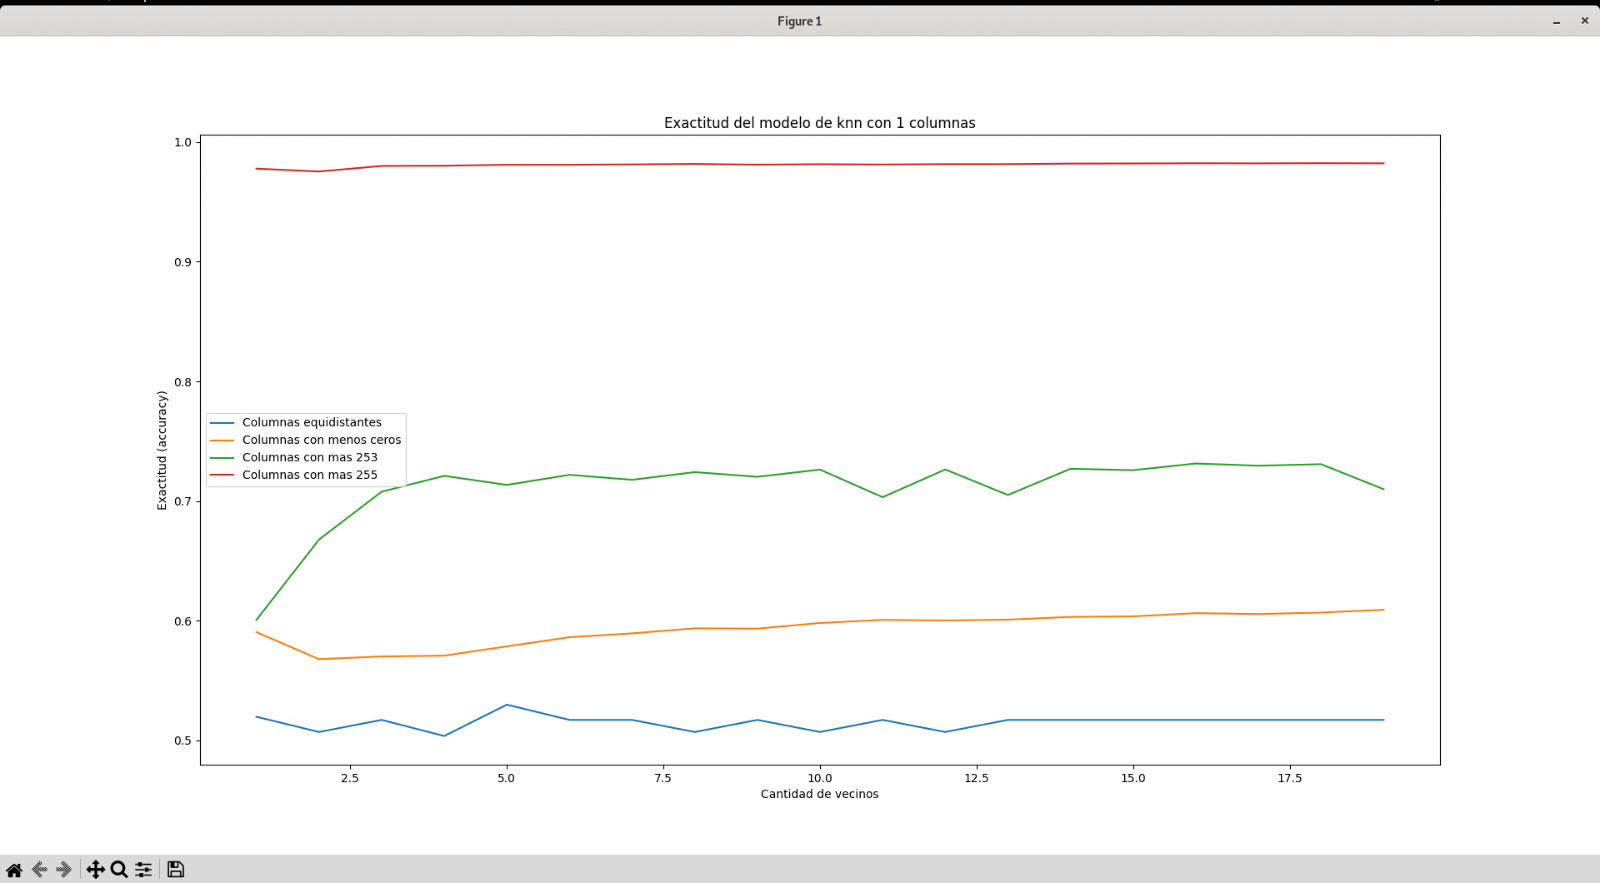 Figure 1
Exactitud del modelo de knn con 1 columnas
1.0
0.9
0.8
0.7
0.6
0.5
Exactitud (accuracy)
Columnas equidistantes
Columnas con menos ceros
Columnas con mas 253
Columnas con mas 255
2.5 5.0 7.5 10.0 12.5 15.0 17.5
Cantidad de vecinos